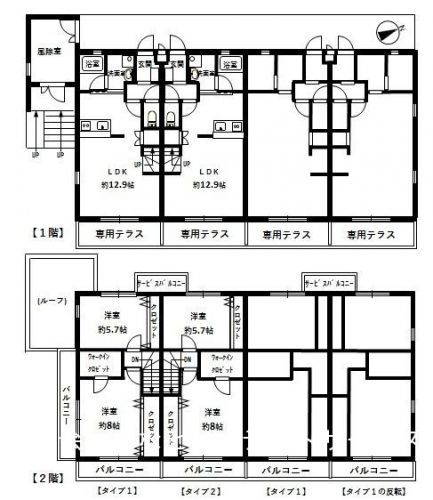 風除室
浴室
洗面室
玄関
玄関
洗面室
浴室
UP
UP
UP
UP
LDK
約12.9帖
LDK
約12.9帖
専用テラス
専用テラス
専用テラス
専用テラス
【1階】
サービスバルコニー
サービスバルコニー
(ルーフ)
洋室
約5.7帖
クロゼット
洋室
約5.7帖
クロゼット
ウォークイン
クロゼット
DN
DN
ウォークイン
クロゼット
バルコニー
洋室
約8帖
クロゼット
クロゼット
洋室
約8帖
バルコニー
バルコニー
バルコニー
バルコニー
【2階】
【タイプ1】
【タイプ2】
【タイプ1】
【タイプ1の反転】